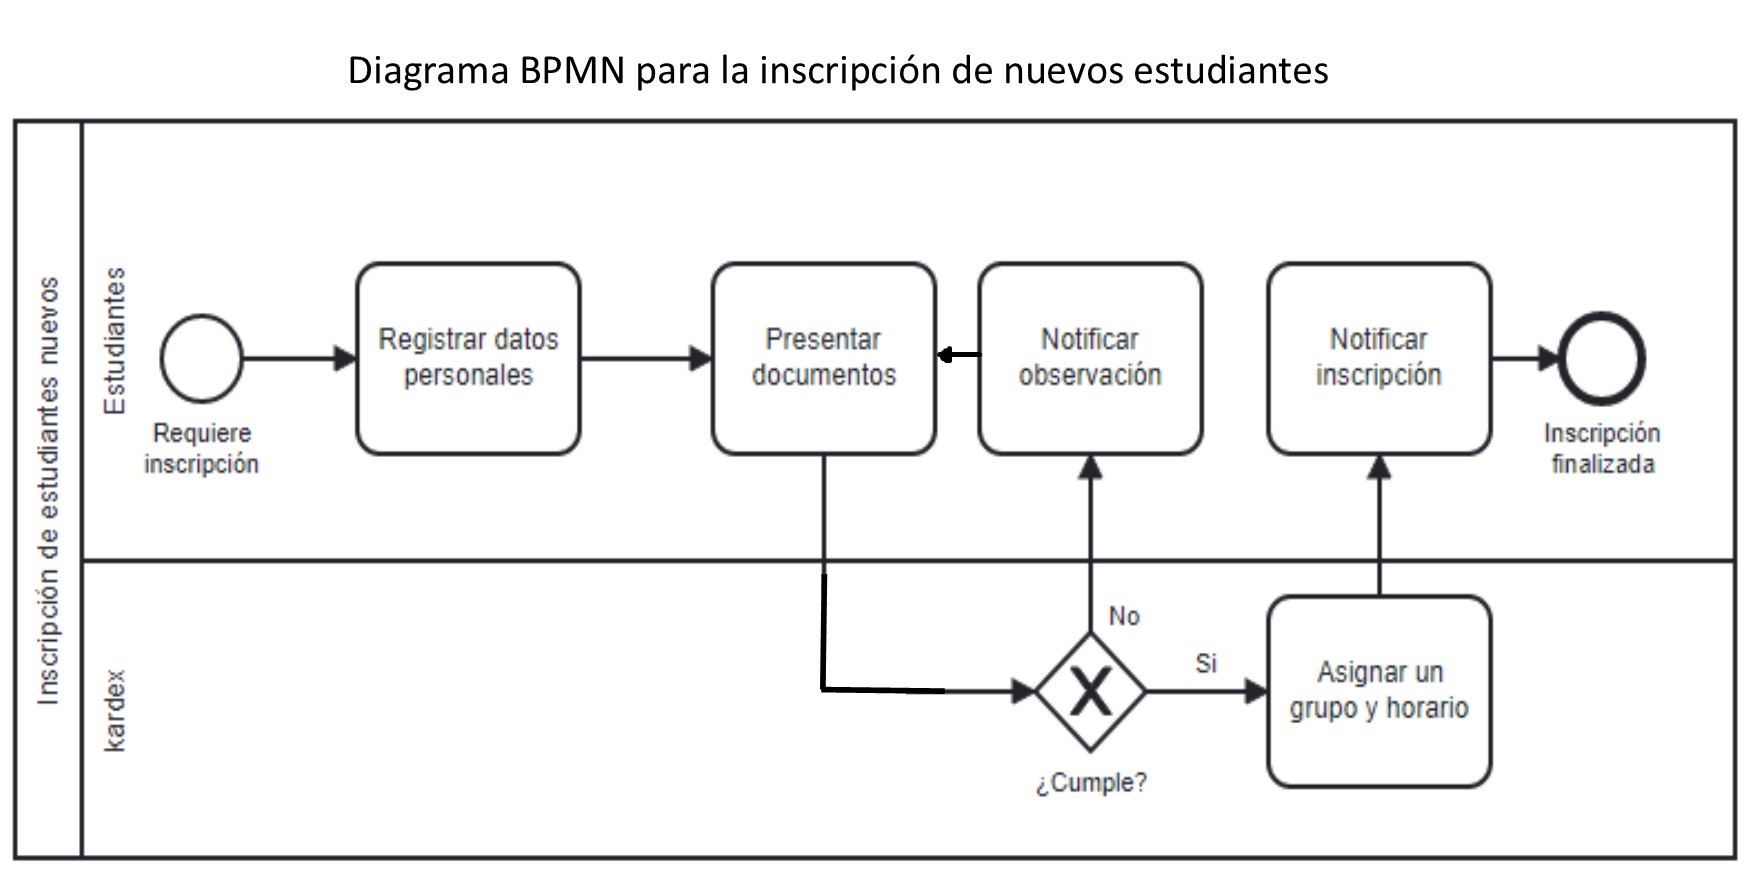 Diagrama BPMN para la inscripción de nuevos estudiantes
Inscripción de estudiantes nuevos
Estudiantes
Requiere
inscripción
Registrar datos
personales
Presentar
documentos
Notificar
observación
Notificar
inscripción
Inscripción
finalizada
kardex
No
Si
X
¿Cumple?
Asignar un
grupo y horario